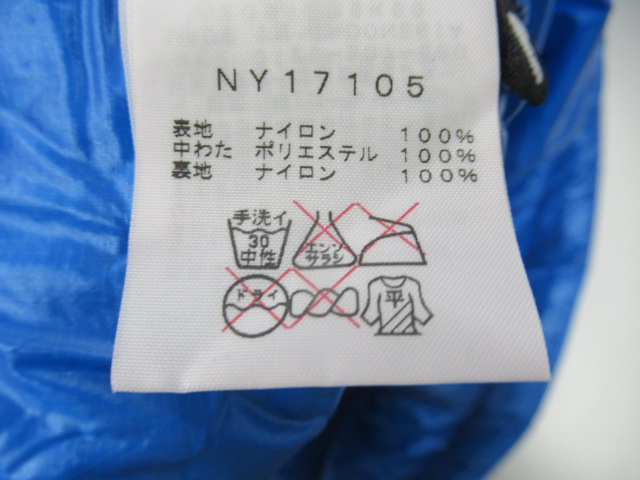 NY17105
表地 ナイロン 100%
中わた ポリエステル 100%
裏地 ナイロン 100%
手洗イ
30
中性
エンソ
サラシ
ドライ
平